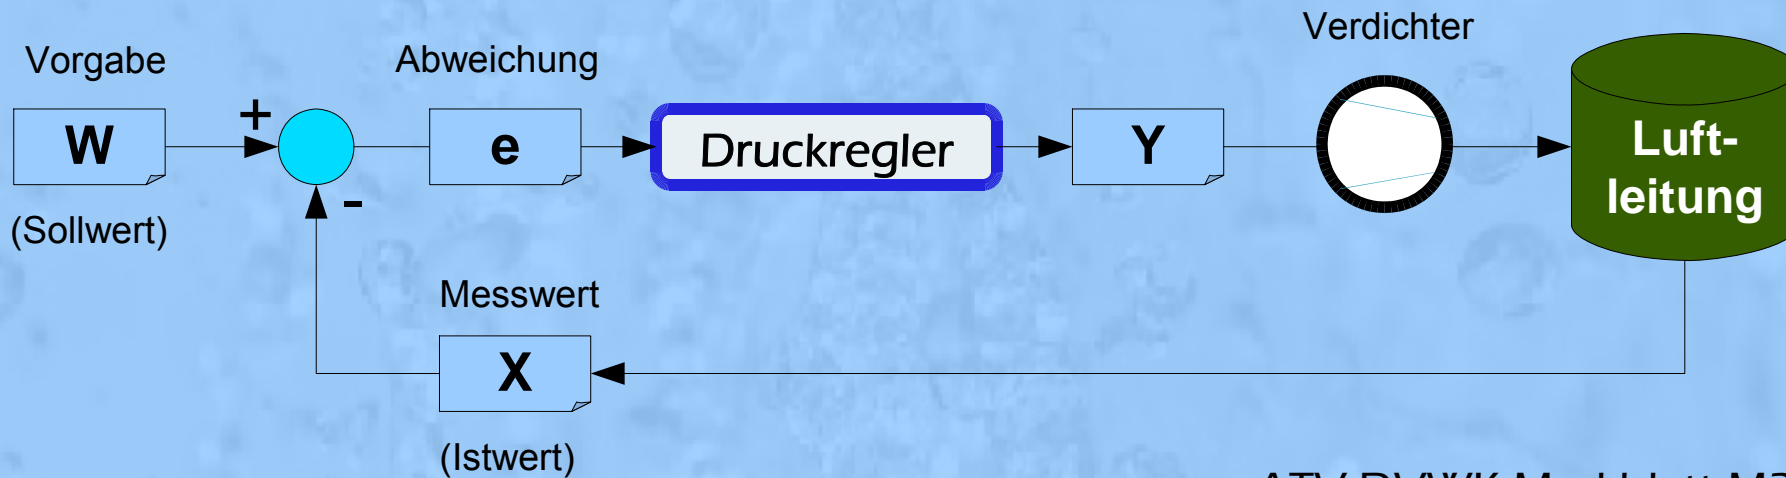 Verdichter
Vorgabe
Abweichung
W
+
e
Druckregler
Y
Luft-
leitung
-
(Sollwert)
Messwert
X
(Istwert)